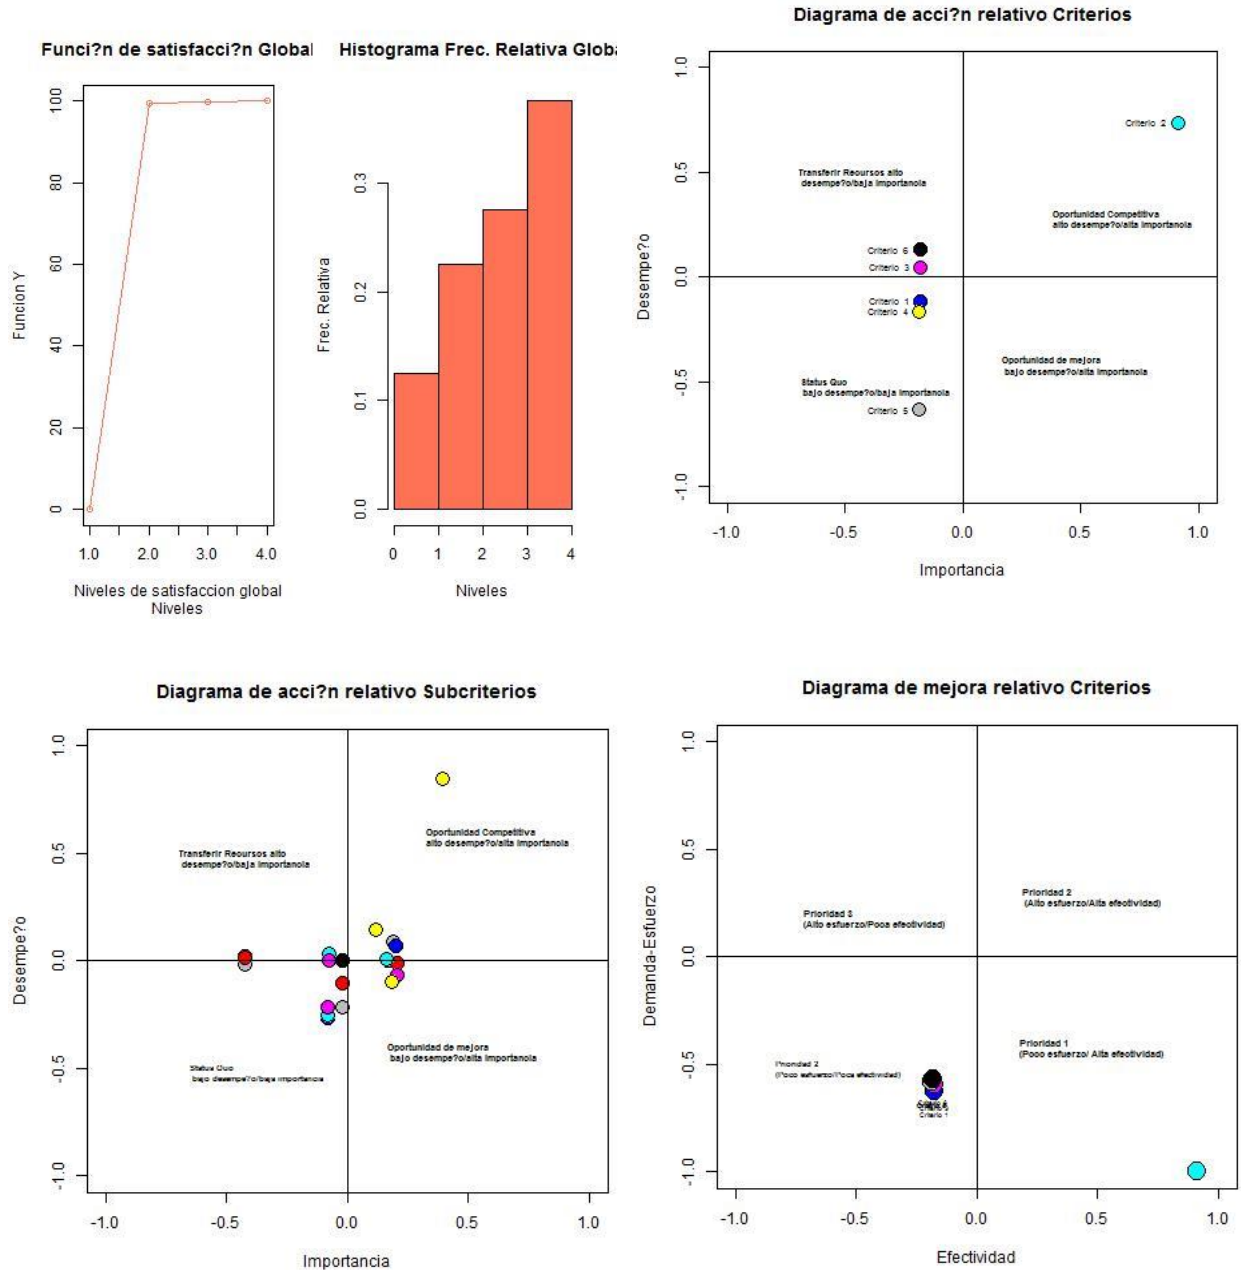 Funci?n de satisfacci?n Global
Funcion Y
0
20
40
60
80
100
1.0
2.0
3.0
4.0
Niveles de satisfaccion global
Niveles
Histograma Frec. Relativa Globa
Frec. Relativa
0.0
0.1
0.2
0.3
0
1
2
3
4
Niveles
Diagrama de acci?n relativo Criterios
Desempe?o
1.0
0.5
0.0
-0.5
-1.0
Criterio 2
Transferir Recursos alto
desempe?o/baja importancia
Oportunidad Competitiva
alto desempe?o/alta importancia
Criterio 6
Criterio 3
Criterio 1
Criterio 4
Oportunidad de mejora
bajo desempe?o/alta importancia
Status Quo
bajo desempe?o/baja importancia
Criterio 5
-1.0
-0.5
0.0
0.5
1.0
Importancia
Diagrama de acci?n relativo Subcriterios
Desempe?o
1.0
0.5
0.0
-0.5
-1.0
Oportunidad Competitiva
alto desempe?o/alta importancia
Transferir Recursos alto
desempe?o/baja importancia
Oportunidad de mejora
bajo desempe?o/alta importancia
Status Quo
bajo desempe?o/baja importancia
-1.0
-0.5
0.0
0.5
1.0
Importancia
Diagrama de mejora relativo Criterios
Demanda-Esfuerzo
1.0
0.5
0.0
-0.5
-1.0
Prioridad 2
(Alto esfuerzo/Alta efectividad)
Prioridad 3
(Alto esfuerzo/Poca efectividad)
Prioridad 1
(Poco esfuerzo/ Alta efectividad)
Prioridad 2
(Poco esfuerzo/Poca efectividad)
Criterio 1
-1.0
-0.5
0.0
0.5
1.0
Efectividad